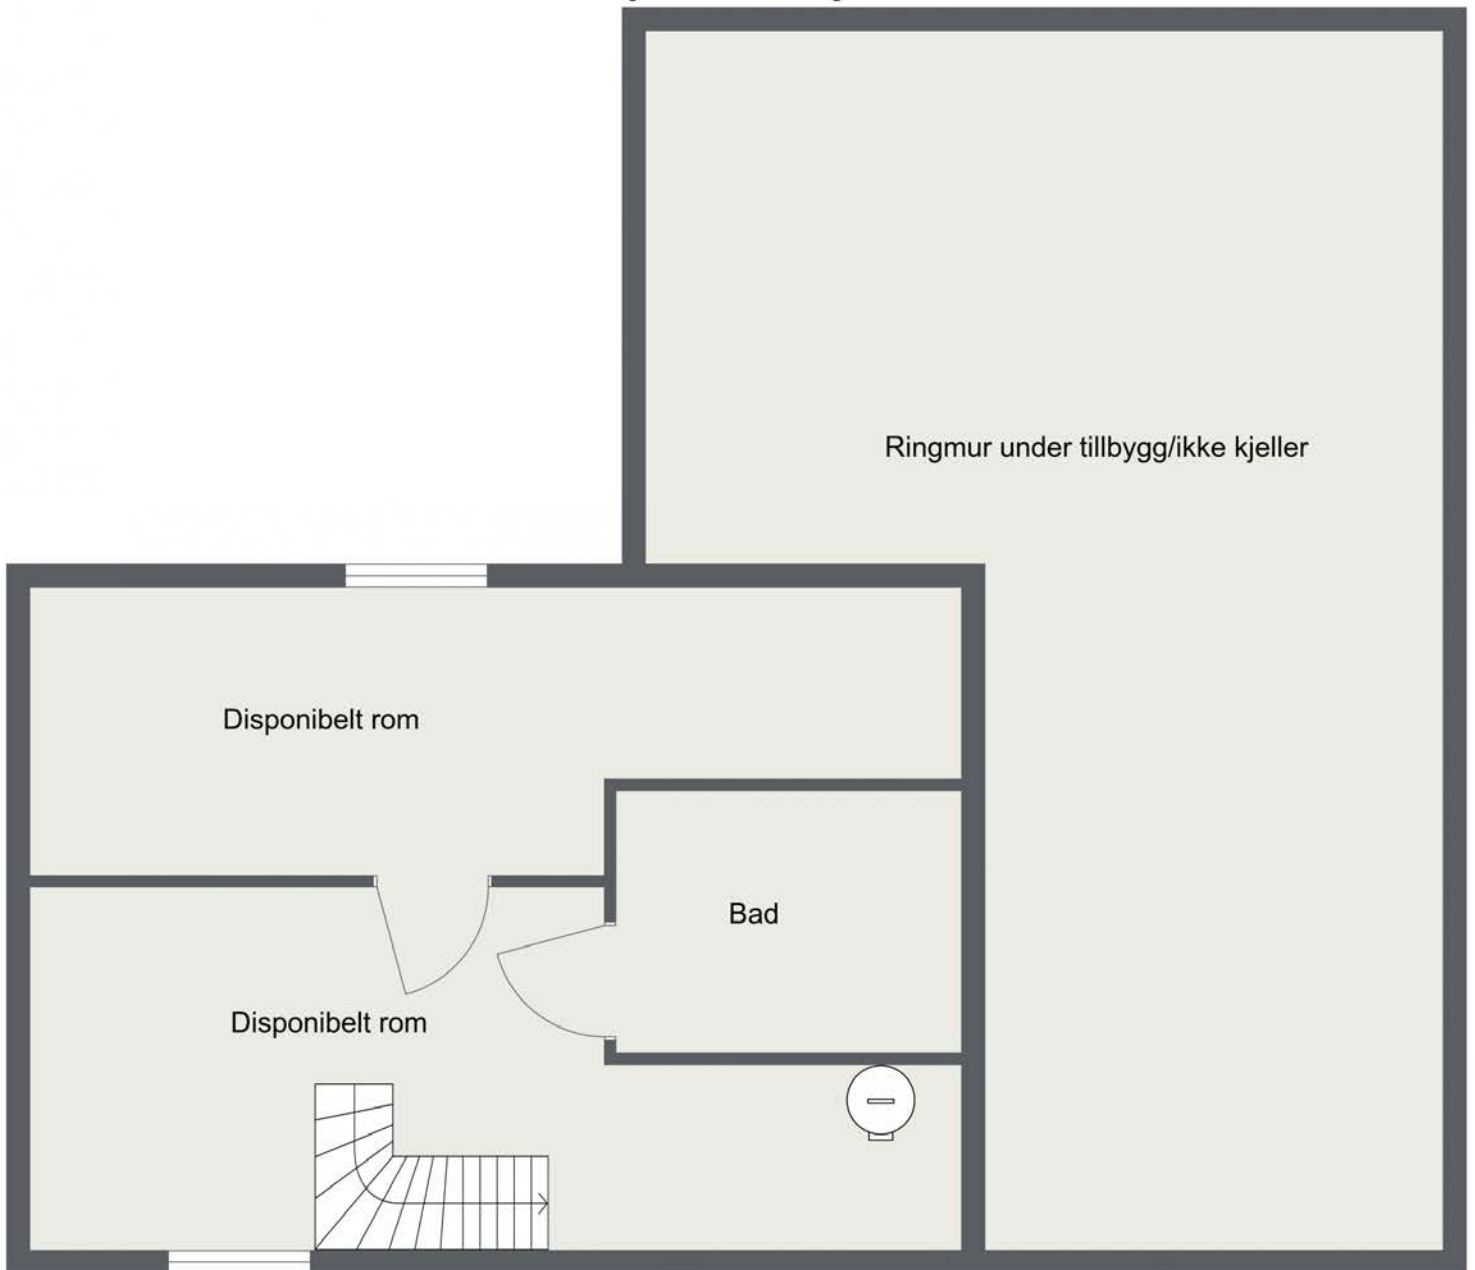 Ringmur under tillbygg/ikke kjeller
Disponibelt rom
Bad
Disponibelt rom